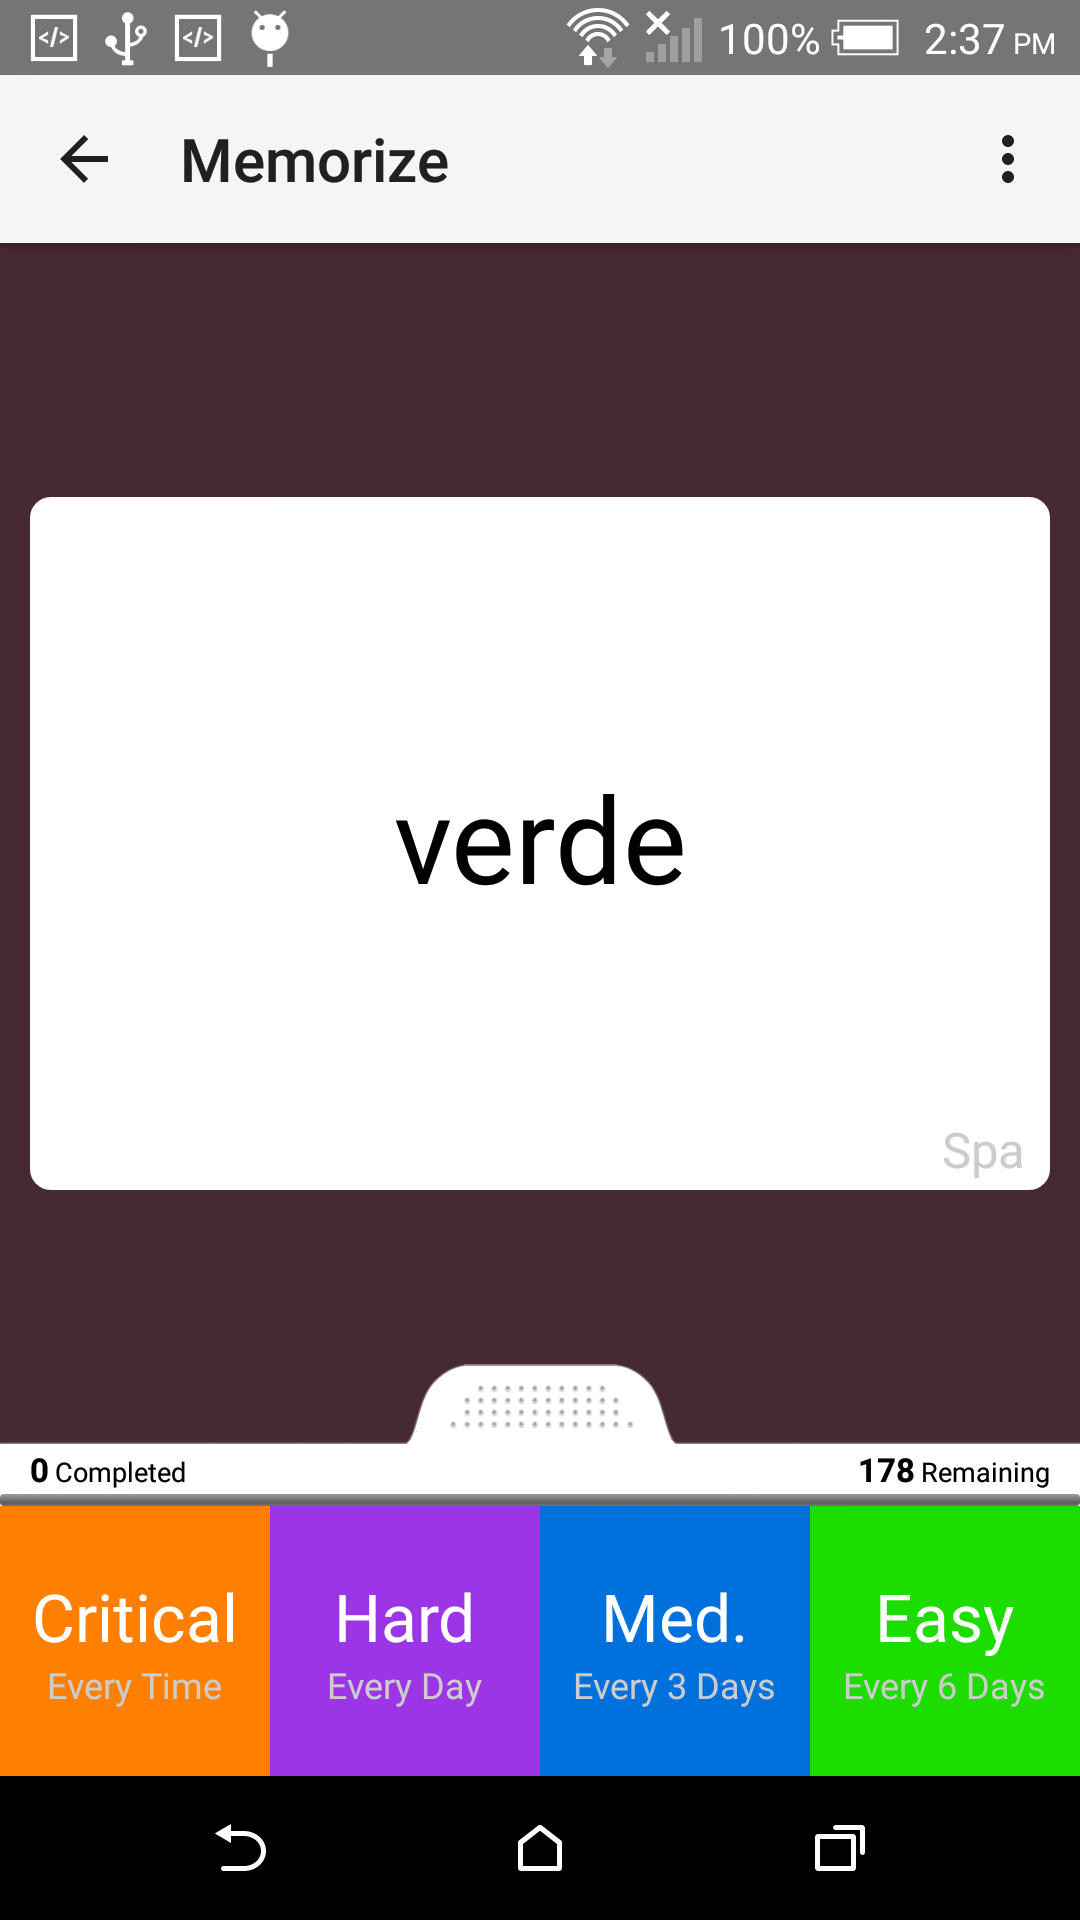 100% 2:37 PM
Memorize
verde
Spa
0 Completed 178 Remaining
Critical Hard Med. Easy
Every Time Every Day Every 3 Days Every 6 Days